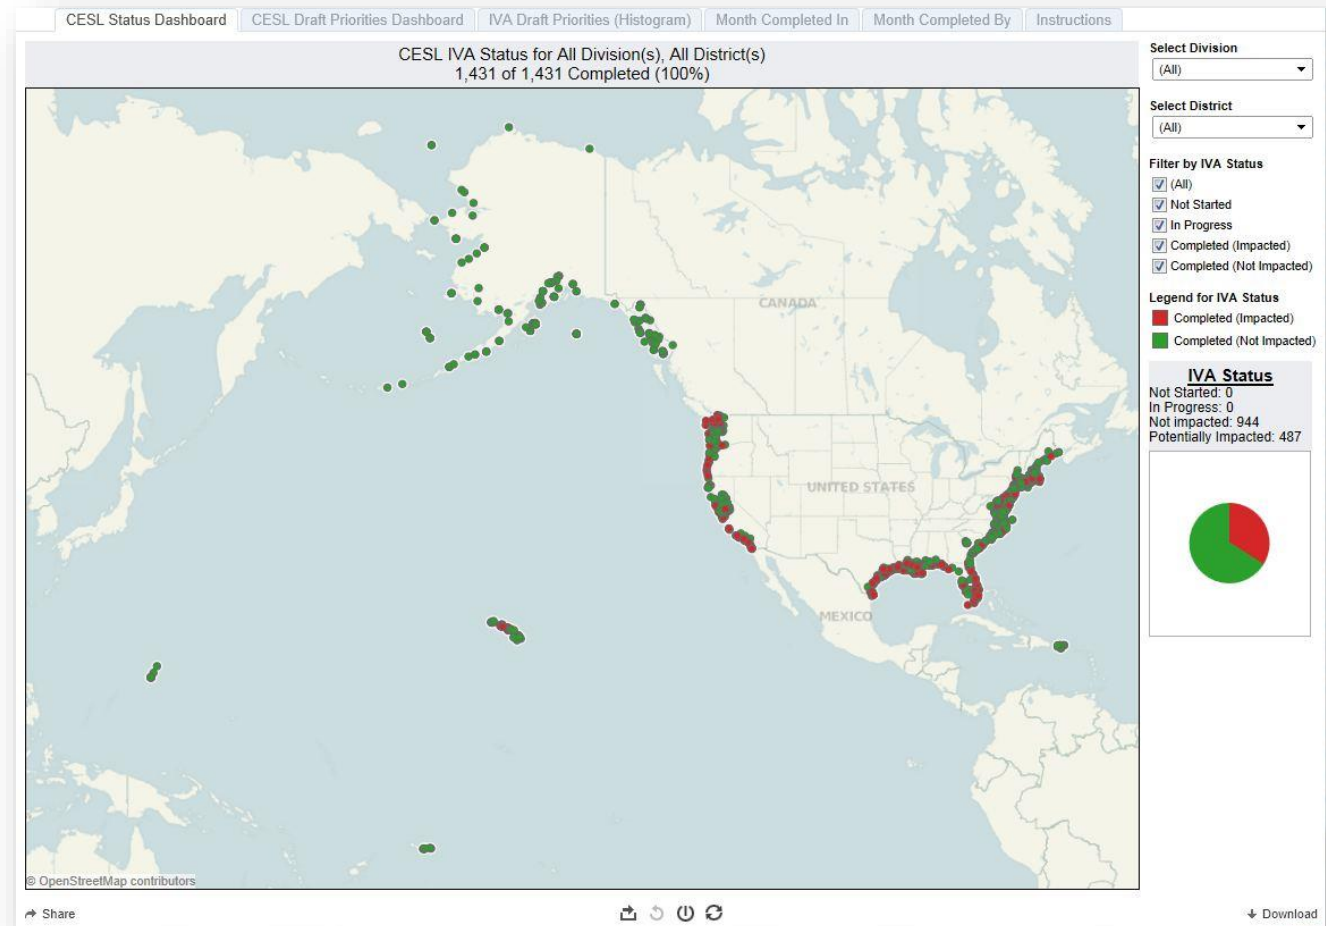 CESL Status Dashboard
CESL Draft Priorities Dashboard
IVA Draft Priorities (Histogram)
Month Completed In
Month Completed By
Instructions
CESL IVA Status for All Division(s), All District(s)
1,431 of 1,431 Completed (100%)
CANADA
UNITED STATES
MEXICO
© OpenStreetMap contributors
Select Division
(All)
Select District
(All)
Filter by IVA Status
(All)
Not Started
In Progress
Completed (Impacted)
Completed (Not Impacted)
Legend for IVA Status
Completed (Impacted)
Completed (Not Impacted)
IVA Status
Not Started: 0
In Progress: 0
Not impacted: 944
Potentially Impacted: 487
Share
Download